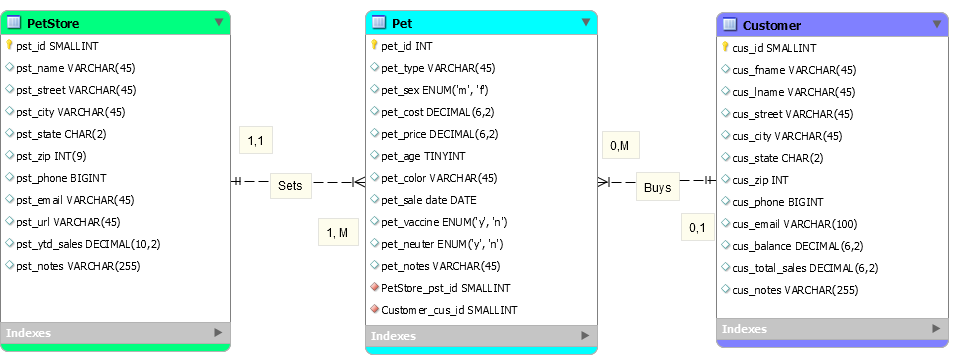 PetStore
pst_id SMALLINT
pst_name VARCHAR(45)
pst_street VARCHAR(45)
pst_city VARCHAR(45)
pst_state CHAR(2)
pst_zip INT(9)
pst_phone BIGINT
pst_email VARCHAR(45)
pst_url VARCHAR(45)
pst_ytd_sales DECIMAL(10,2)
pst_notes VARCHAR(255)
Indexes
1,1
Sets
1, M
Pet
pet_id INT
pet_type VARCHAR(45)
pet_sex ENUM('m', 'f')
pet_cost DECIMAL(6,2)
pet_price DECIMAL(6,2)
pet_age TINYINT
pet_color VARCHAR(45)
pet_sale date DATE
pet_vaccine ENUM('y', 'n')
pet_neuter ENUM('y', 'n')
pet_notes VARCHAR(45)
PetStore_pst_id SMALLINT
Customer_cus_id SMALLINT
Indexes
0,M
Buys
0,1
Customer
cus_id SMALLINT
cus_fname VARCHAR(45)
cus_lname VARCHAR(45)
cus_street VARCHAR(45)
cus_city VARCHAR(45)
cus_state CHAR(2)
cus_zip INT
cus_phone BIGINT
cus_email VARCHAR(100)
cus_balance DECIMAL(6,2)
cus_total_sales DECIMAL(6,2)
cus_notes VARCHAR(255)
Indexes